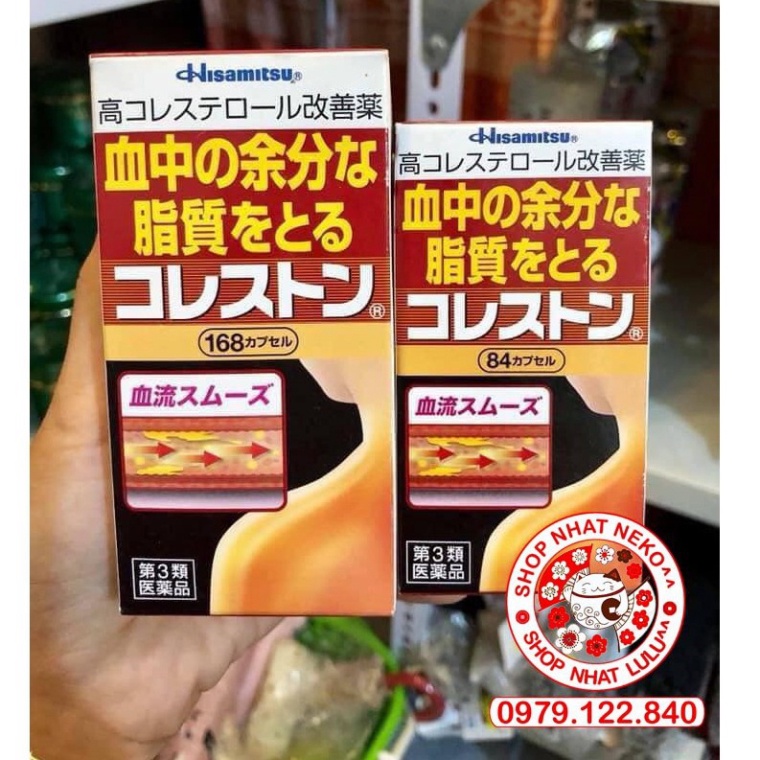 Hisamitsu®
高コレステロール改善薬
血中の余分な
脂質をとる
コレストン®
168カプセル
血流スムーズ
第3類
医薬品
Hisamitsu®
高コレステロール改善薬
血中の余分な
脂質をとる
コレストン®
84カプセル
血流スムーズ
第3類
医薬品
SHOP NHAT NEKO^^
SHOP NHAT LULU^^
0979.122.840